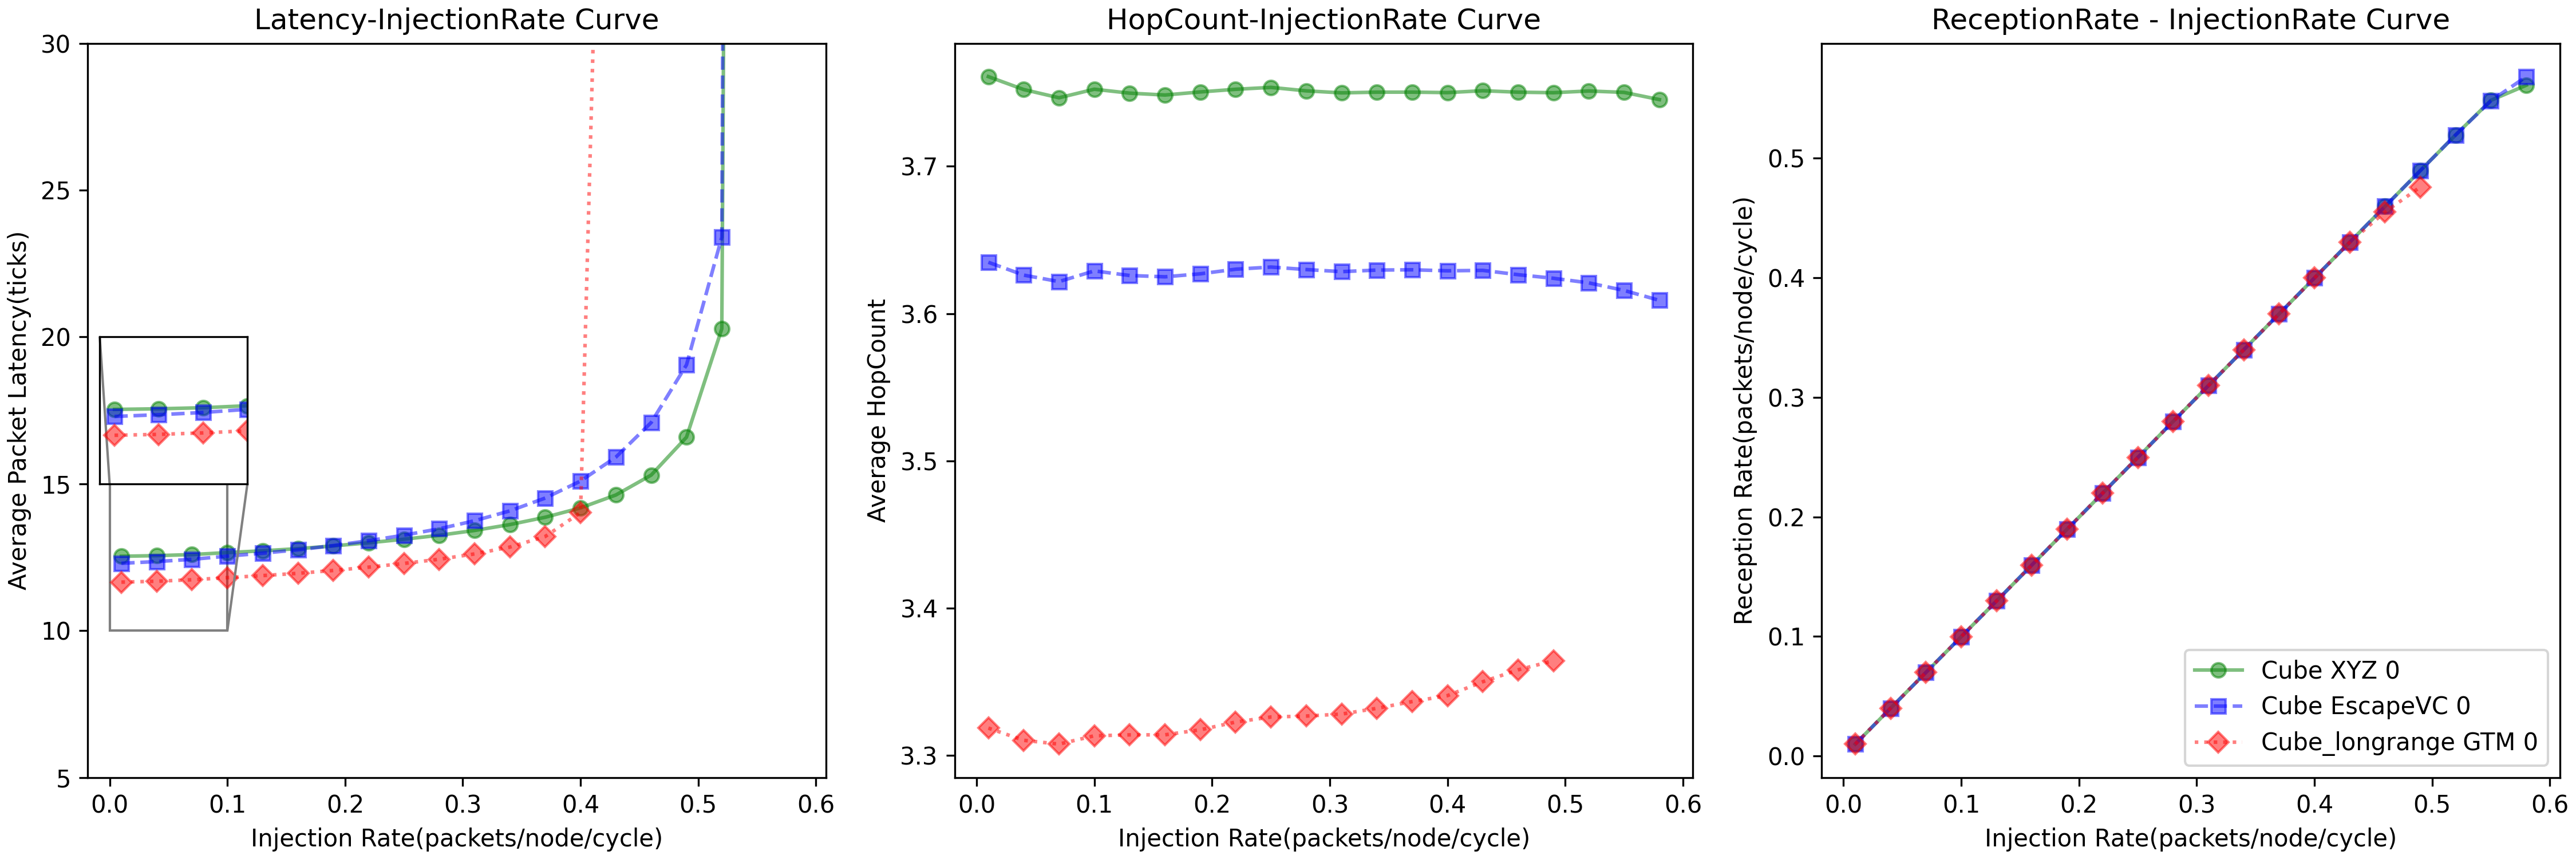 Latency-InjectionRate Curve
30
25
20
15
10
5
Average Packet Latency(ticks)
0.0 0.1 0.2 0.3 0.4 0.5 0.6
Injection Rate(packets/node/cycle)
HopCount-InjectionRate Curve
3.7
3.6
3.5
3.4
3.3
Average HopCount
0.0 0.1 0.2 0.3 0.4 0.5 0.6
Injection Rate(packets/node/cycle)
ReceptionRate - InjectionRate Curve
0.5
0.4
0.3
0.2
0.1
0.0
Reception Rate(packets/node/cycle)
Cube XYZ 0
Cube EscapeVC 0
Cube_longrange GTM 0
0.0 0.1 0.2 0.3 0.4 0.5 0.6
Injection Rate(packets/node/cycle)